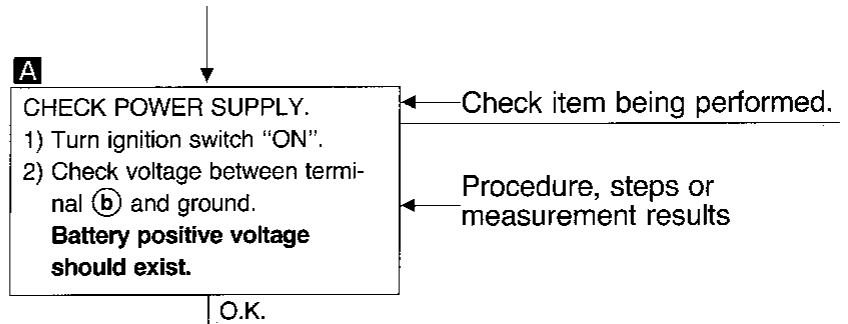 A
CHECK POWER SUPPLY.
1) Turn ignition switch “ON”.
2) Check voltage between termi-
nal ⓑ and ground.
Battery positive voltage
should exist.
Check item being performed.
Procedure, steps or
measurement results
O.K.